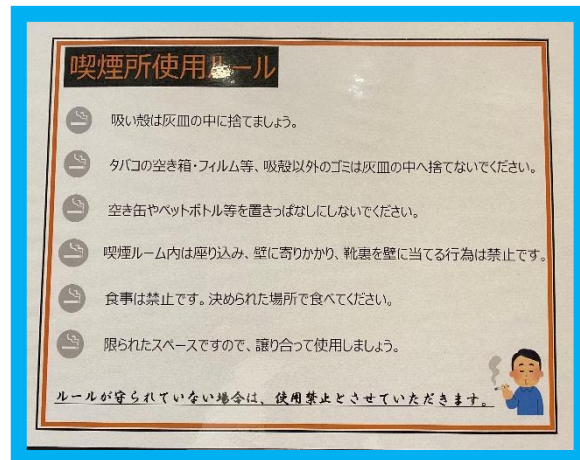 喫煙所使用ルール
吸い殻は灰皿の中に捨てましょう。
タバコの空き箱・フィルム等、吸殻以外のゴミは灰皿の中へ捨てないでください。
空き缶やペットボトル等を置きっぱなしにしないでください。
喫煙ルーム内は座り込み、壁に寄りかかり、靴裏を壁に当てる行為は禁止です。
食事は禁止です。決められた場所で食べてください。
限られたスペースですので、譲り合って使用しましょう。
ルールが守られていない場合は、使用禁止とさせていただきます。